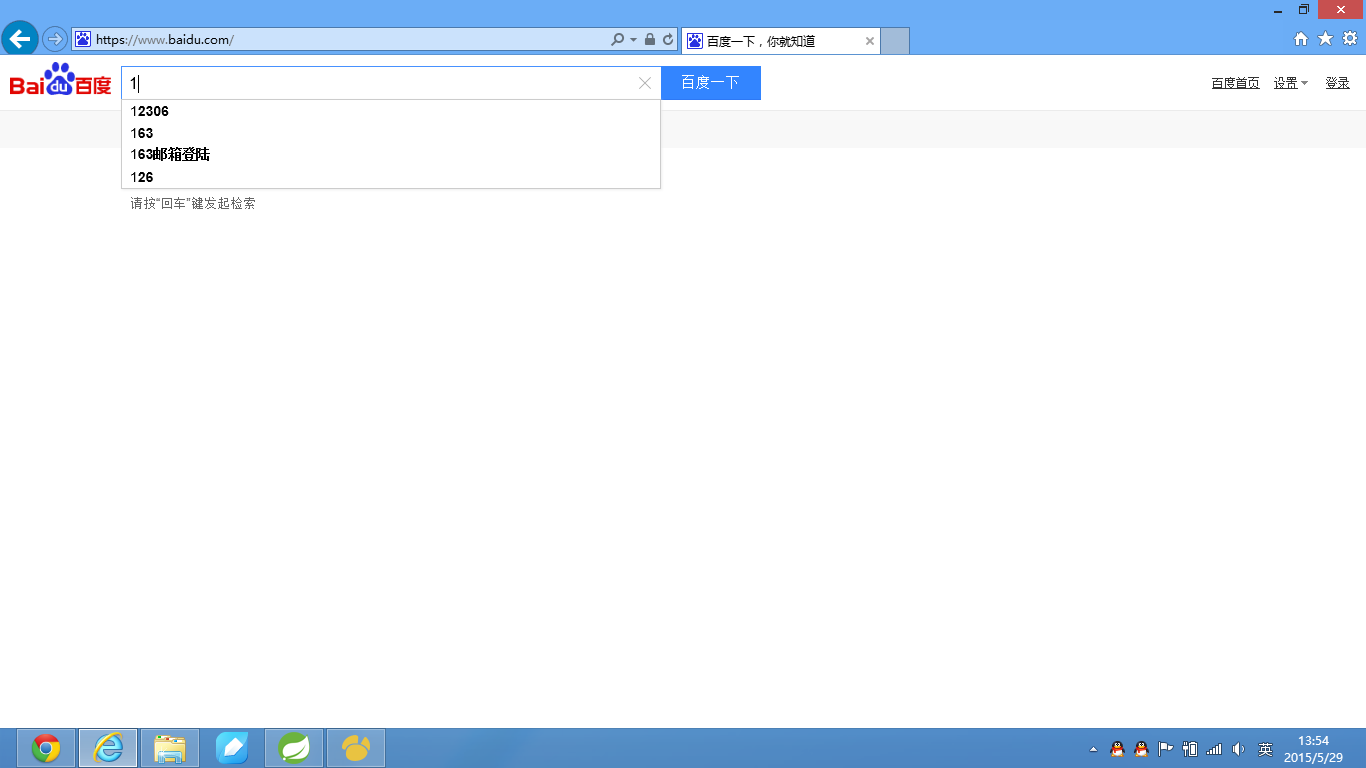 https://www.baidu.com/
百度一下，你就知道
Bai du 百度
1
百度一下
百度首页 设置 登录
12306
163
163邮箱登陆
126
请按“回车”键发起检索
英
13:54
2015/5/29